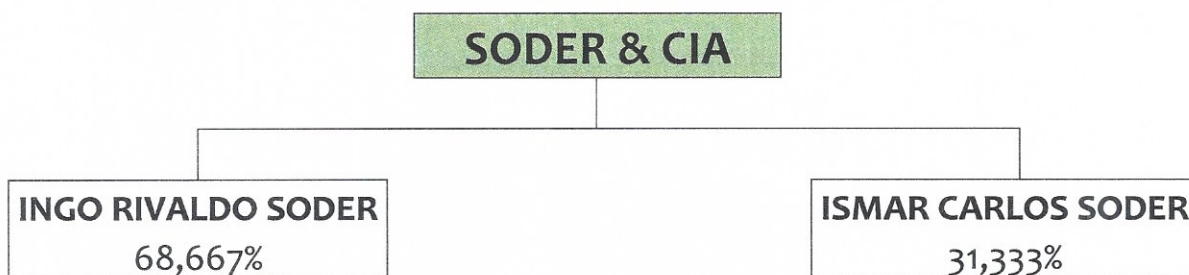 SODER & CIA
INGO RIVALDO SODER
68,667%
ISMAR CARLOS SODER
31,333%